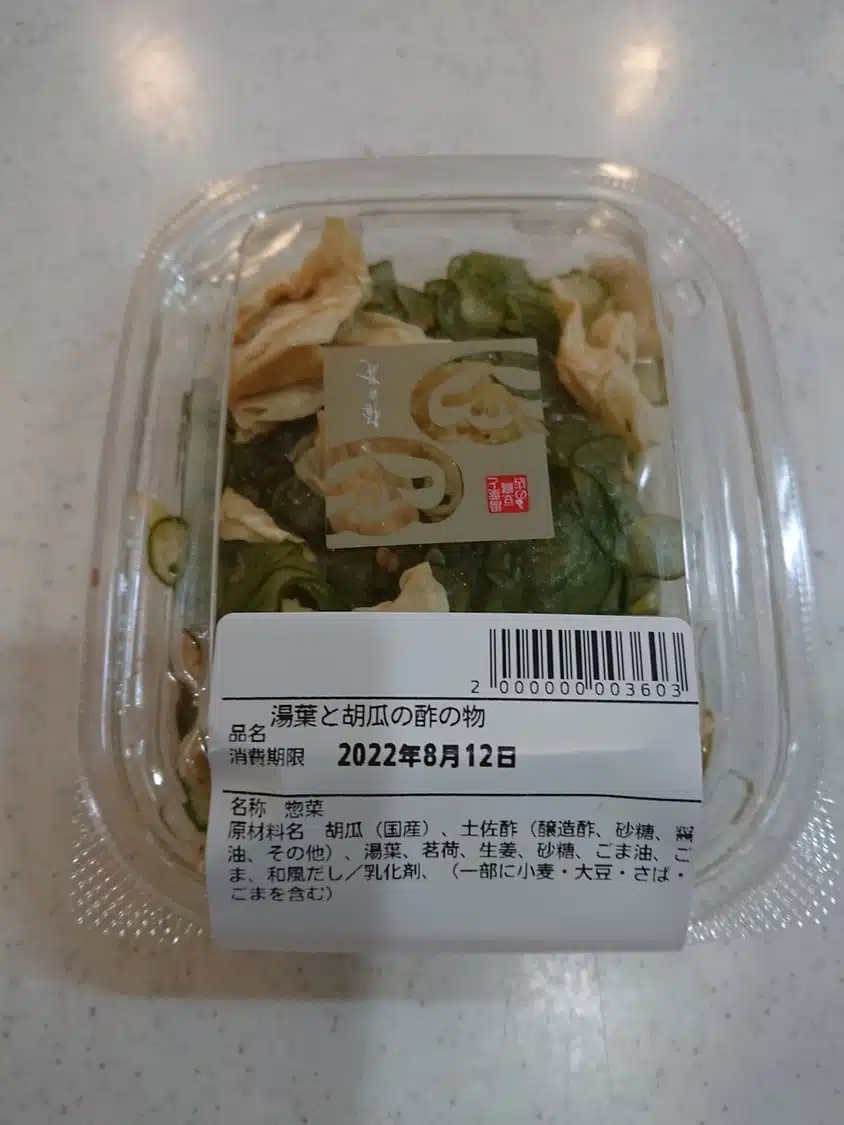 2 000000 003603
品名 湯葉と胡瓜の酢の物
消費期限 2022年8月12日
名称 惣菜
原材料名 胡瓜（国産）、土佐酢（醸造酢、砂糖、醤
油、その他）、湯葉、茗荷、生姜、砂糖、ごま油、ご
ま、和風だし／乳化剤、（一部に小麦・大豆・さば・
ごまを含む）